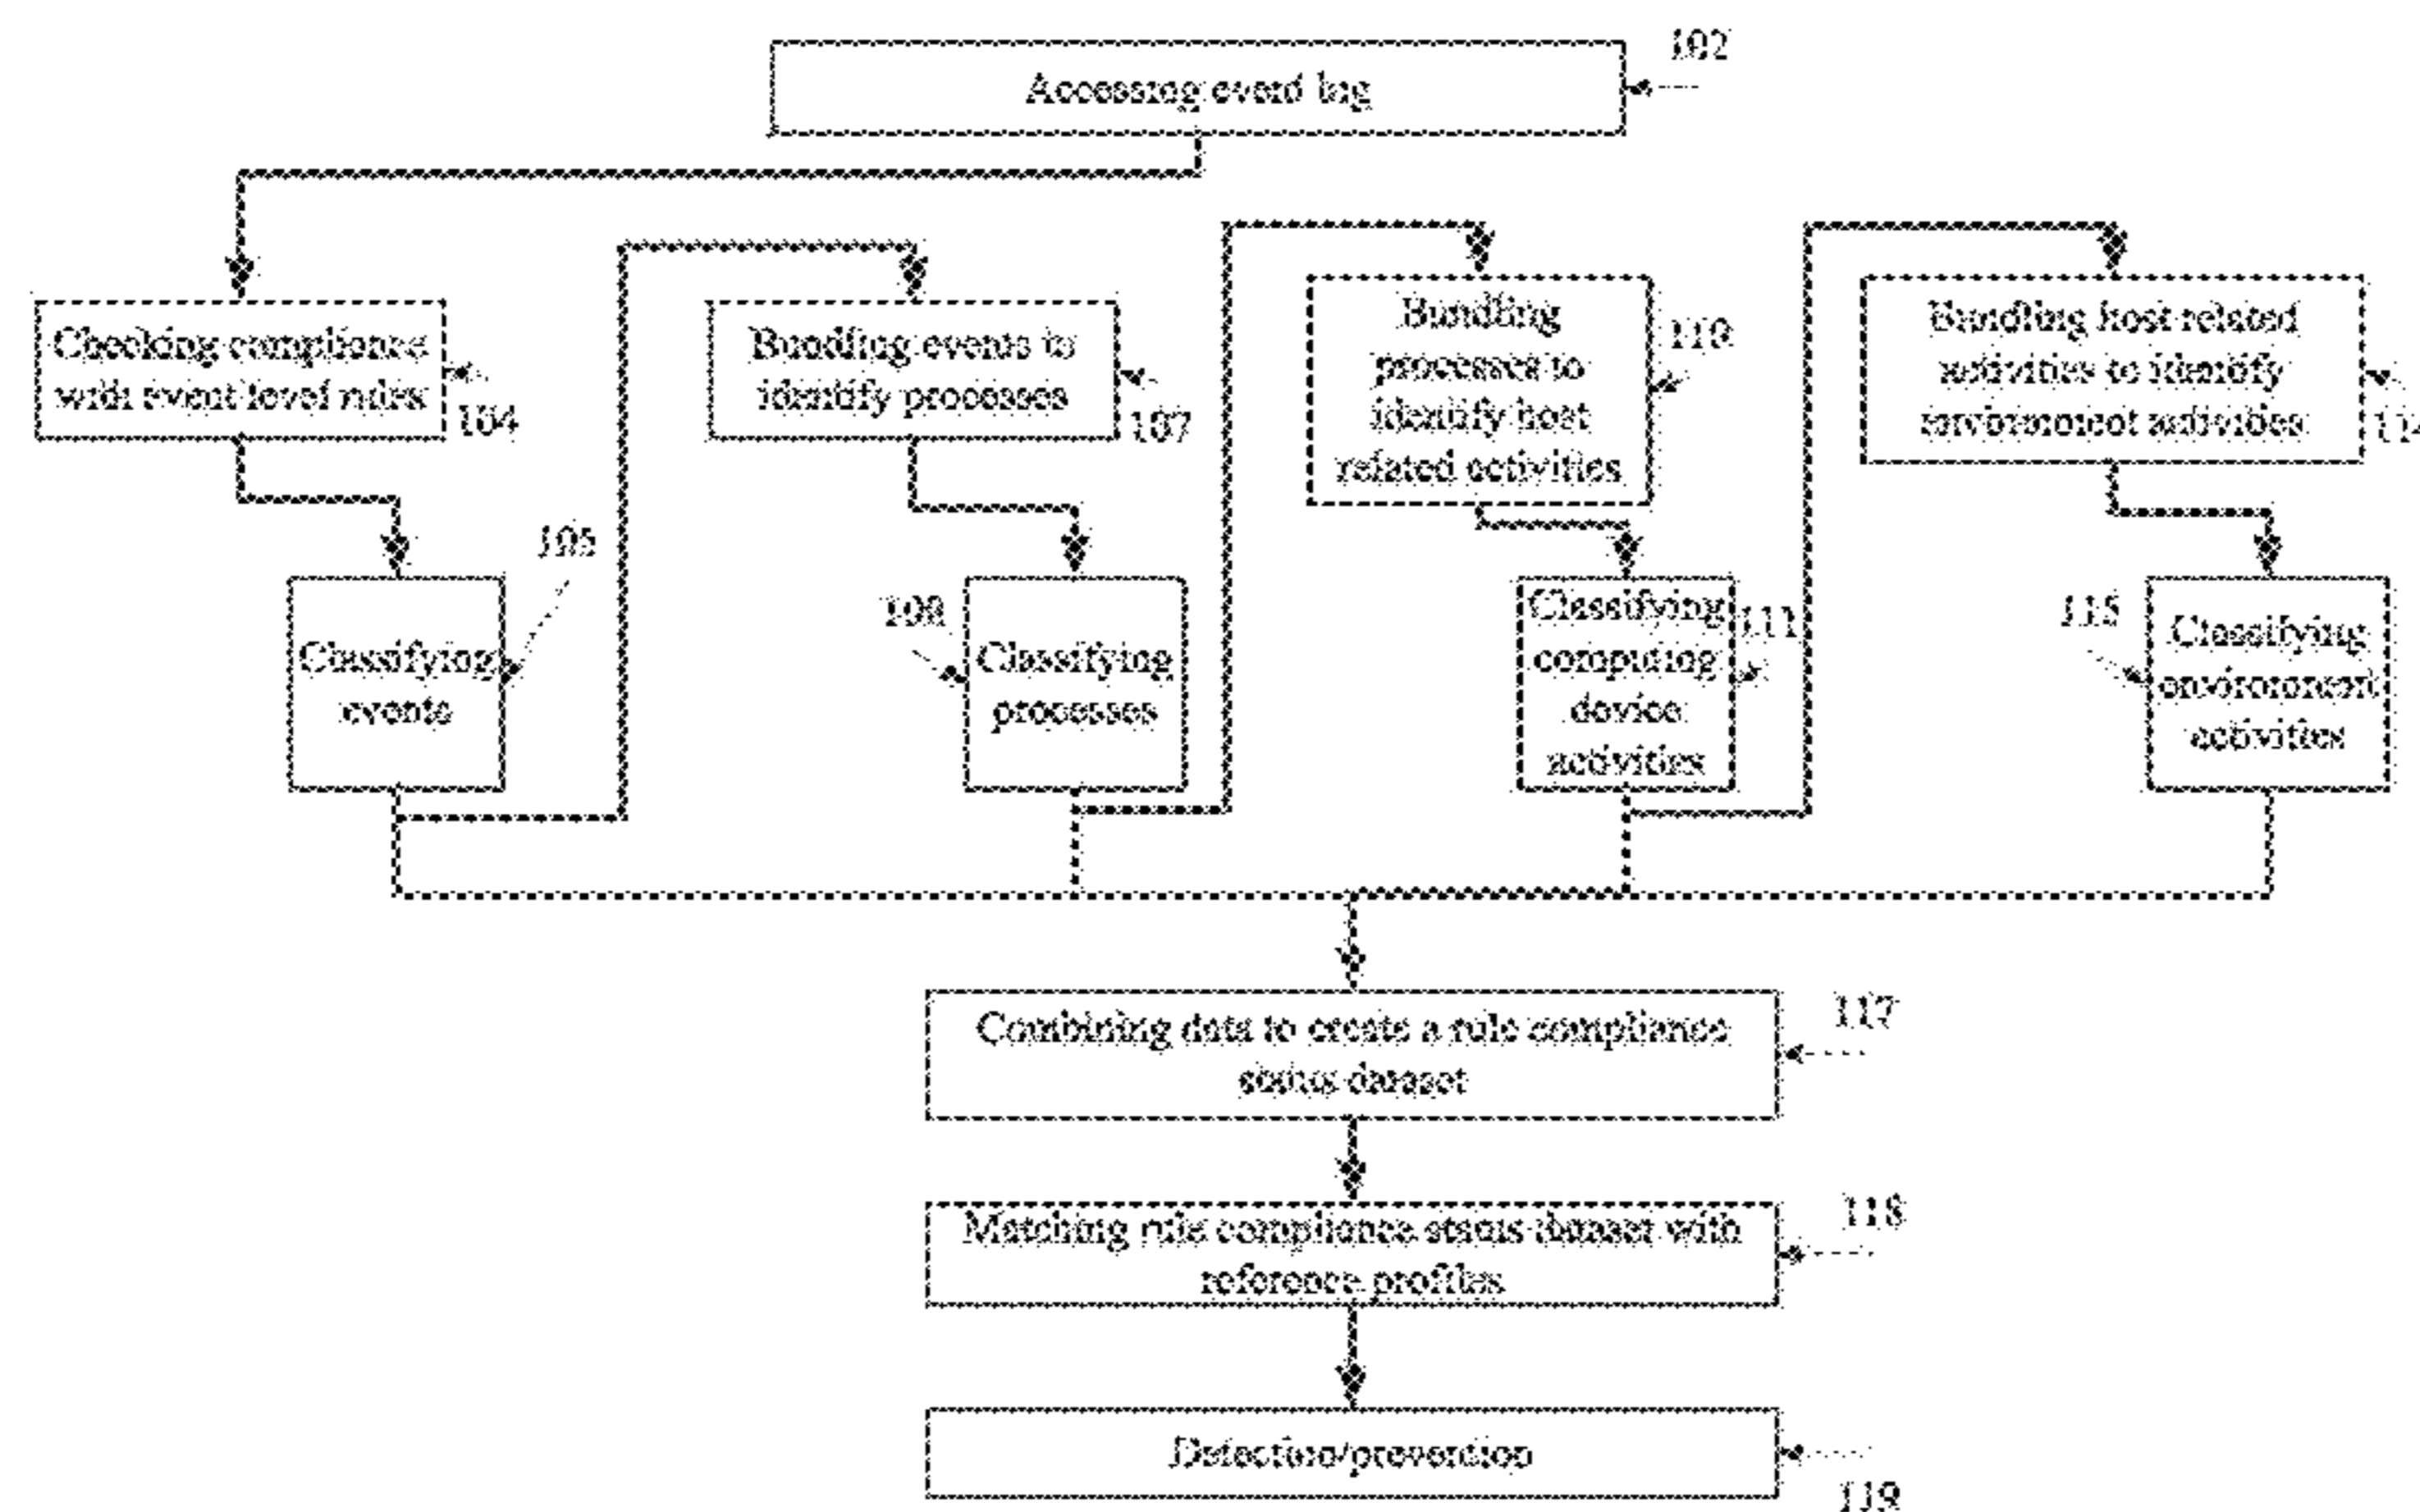 102
Accessing event log
Checking compliance
with event level rules
104
Bundling events to
identify processes
107
Bundling
processes to
identify host
related activities
110
Bundling host related
activities to identify
environment activities
Classifying
events
105
108
Classifying
processes
Classifying
computing
device
activities
111
115
Classifying
environment
activities
Combining data to create a rule compliance
status dataset
117
Matching rule compliance status dataset with
reference profiles
118
Detection/prevention
119